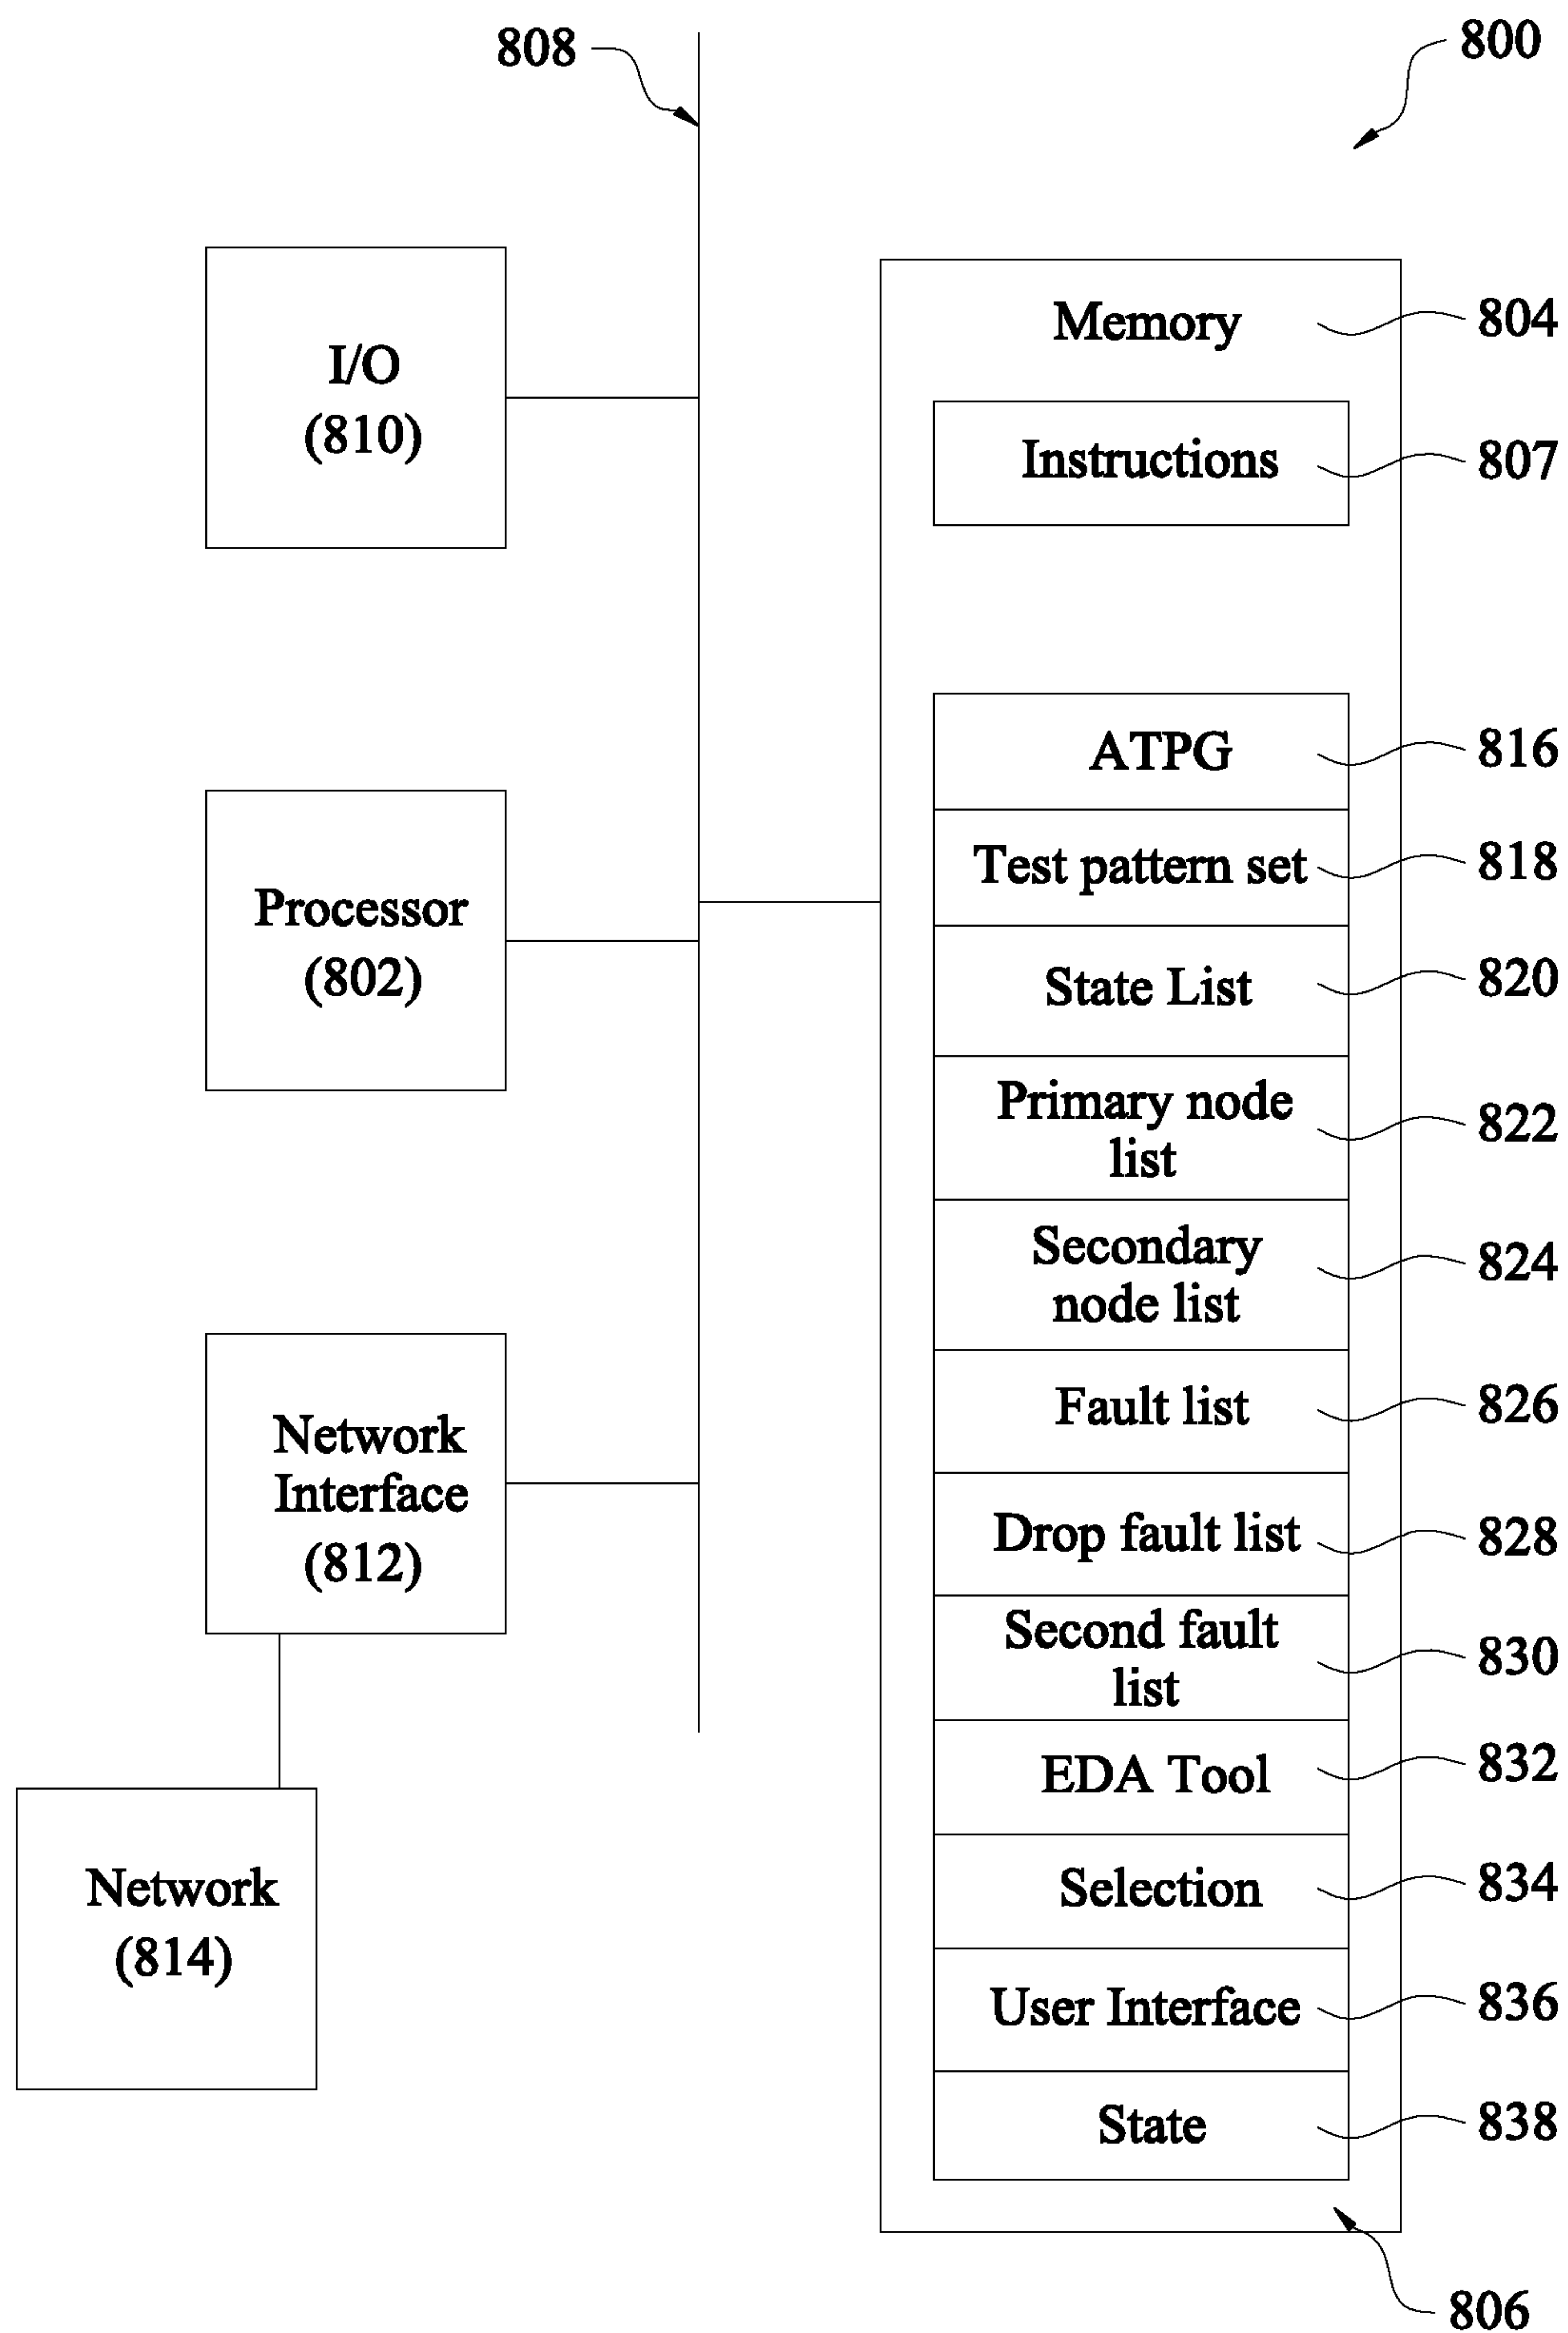 808
800
I/O
(810)
Processor
(802)
Network
Interface
(812)
Network
(814)
Memory 804
Instructions 807
ATPG 816
Test pattern set 818
State List 820
Primary node
list
822
Secondary
node list
824
Fault list 826
Drop fault list 828
Second fault
list
830
EDA Tool 832
Selection 834
User Interface 836
State 838
806